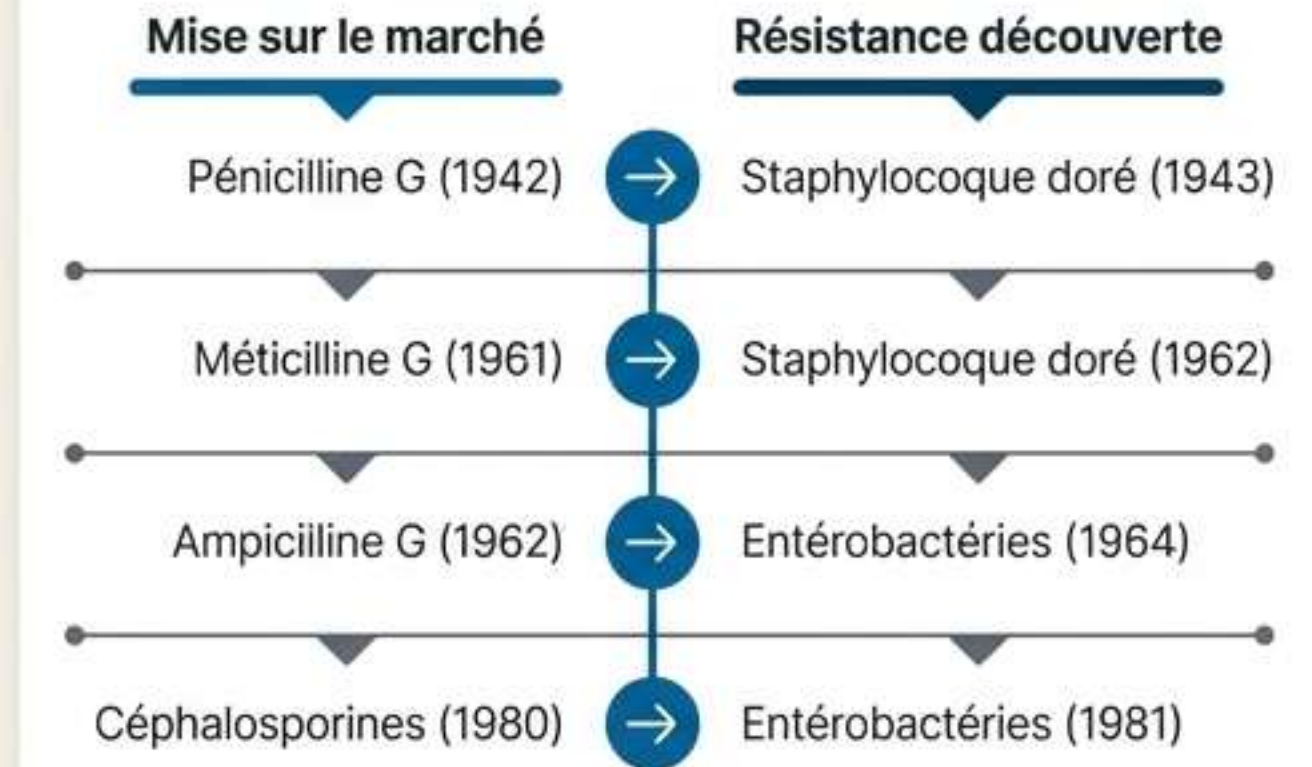 Mise sur le marché
Résistance découverte
Pénicilline G (1942)
Staphylocoque doré (1943)
Méticilline G (1961)
Staphylocoque doré (1962)
Ampiciiline G (1962)
Entérobactéries (1964)
Céphalosporines (1980)
Entérobactéries (1981)